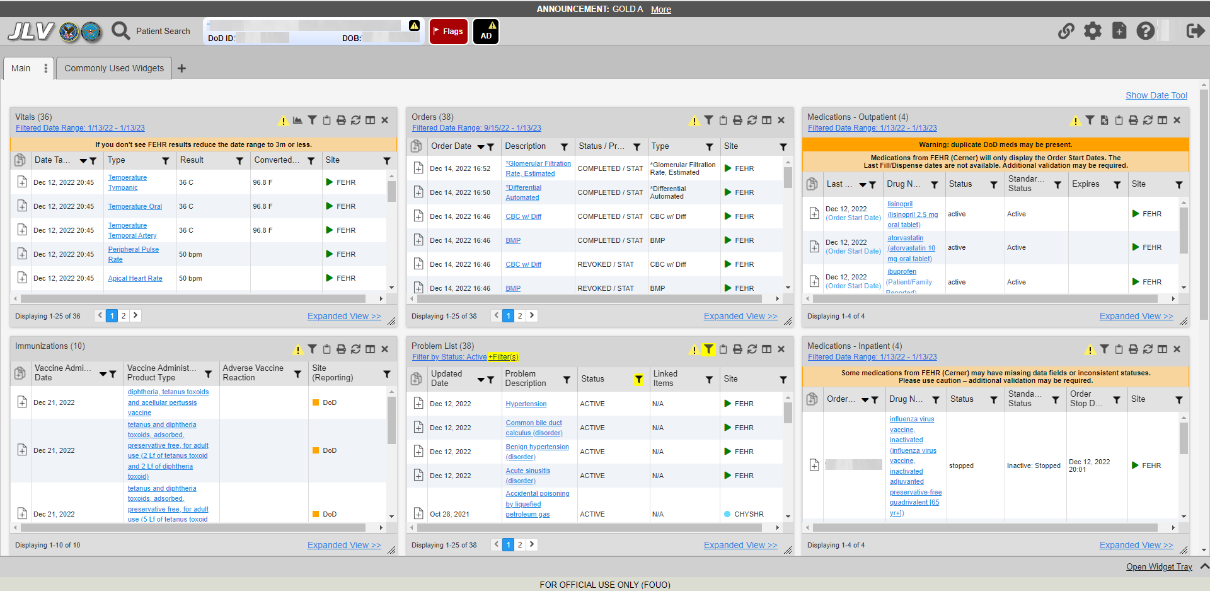 ANNOUNCEMENT: GOLD A More
JLV Patient Search DoD ID: DOB: Flags AD
Main Commonly Used Widgets +
Show Date Tool
Vitals (36)
Filtered Date Range: 1/13/22 - 1/13/23
If you don't see FEHR results reduce the date range to 3m or less.
Date Ta... Type Result Converted... Site
Dec 12, 2022 20:45 Temperature Tympanic 36 C 96.8 F FEHR
Dec 12, 2022 20:45 Temperature Oral 36 C 96.8 F FEHR
Dec 12, 2022 20:45 Temperature Temporal Artery 36 C 96.8 F FEHR
Dec 12, 2022 20:45 Peripheral Pulse Rate 50 bpm FEHR
Dec 12, 2022 20:45 Apical Heart Rate 50 bpm FEHR
Displaying 1-25 of 36 1 2 Expanded View >>
Orders (38)
Filtered Date Range: 9/15/22 - 1/13/23
Order Date Description Status / Pr... Type Site
Dec 14, 2022 16:52 *Glomerular Filtration Rate, Estimated COMPLETED / STAT *Glomerular Filtration Rate, Estimated FEHR
Dec 14, 2022 16:50 *Differential Automated COMPLETED / STAT *Differential Automated FEHR
Dec 14, 2022 16:46 CBC w/ Diff COMPLETED / STAT CBC w/ Diff FEHR
Dec 14, 2022 16:46 BMP COMPLETED / STAT BMP FEHR
Dec 14, 2022 16:46 CBC w/ Diff REVOKED / STAT CBC w/ Diff FEHR
Dec 14, 2022 16:46 BMP REVOKED / STAT BMP FEHR
Displaying 1-25 of 38 1 2 Expanded View >>
Medications - Outpatient (4)
Filtered Date Range: 1/13/22 - 1/13/23
Warning: duplicate DoD meds may be present.
Medications from FEHR (Cerner) will only display the Order Start Dates. The
Last Fill/Dispense dates are not available. Additional validation may be required.
Last ... Drug N... Status Standar... Status Expires Site
Dec 12, 2022 (Order Start Date) lisinopril (lisinopril 2.5 mg oral tablet) active Active FEHR
Dec 12, 2022 (Order Start Date) atorvastatin (atorvastatin 10 mg oral tablet) active Active FEHR
Dec 12, 2022 (Order Start Date) ibuprofen (Patient/Family Reported) active Active FEHR
Displaying 1-4 of 4 Expanded View >>
Immunizations (10)
Vaccine Admi... Date Vaccine Administ... Product Type Adverse Vaccine Reaction Site (Reporting)
Dec 21, 2022 diphtheria, tetanus toxoids and acellular pertussis vaccine DoD
Dec 21, 2022 tetanus and diphtheria toxoids, adsorbed, preservative free, for adult use (2 Lf of tetanus toxoid and 2 Lf of diphtheria toxoid) DoD
Dec 21, 2022 tetanus and diphtheria toxoids, adsorbed, preservative free, for adult use (5 Lf of tetanus toxoid DoD
Displaying 1-10 of 10 Expanded View >>
Problem List (38)
Filter by Status: Active +Filter(s)
Updated Date Problem Description Status Linked Items Site
Dec 12, 2022 Hypertension ACTIVE N/A FEHR
Dec 12, 2022 Common bile duct calculus (disorder) ACTIVE N/A FEHR
Dec 12, 2022 Benign hypertension (disorder) ACTIVE N/A FEHR
Dec 12, 2022 Acute sinusitis (disorder) ACTIVE N/A FEHR
Oct 28, 2021 Accidental poisoning by liquefied petroleum gas ACTIVE N/A CHYSHR
Displaying 1-25 of 38 1 2 Expanded View >>
Medications - Inpatient (4)
Filtered Date Range: 1/13/22 - 1/13/23
Some medications from FEHR (Cerner) may have missing data fields or inconsistent statuses.
Please use caution – additional validation may be required.
Order... Drug N... Status Standa... Status Order Stop D... Site
influenza virus vaccine, inactivated (influenza virus vaccine, inactivated adjuvanted preservative-free quadrivalent [65 yr+]) stopped Inactive: Stopped Dec 12, 2022 20:01 FEHR
Displaying 1-4 of 4 Expanded View >>
Open Widget Tray
FOR OFFICIAL USE ONLY (FOUO)